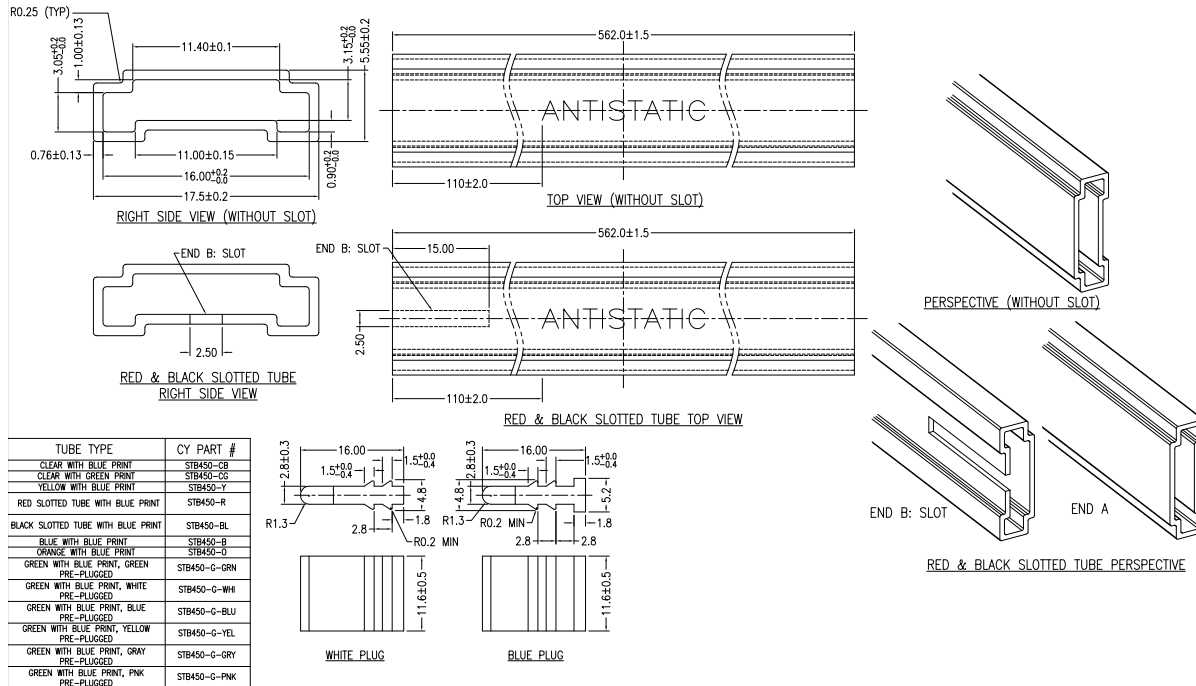 R0.25 (TYP)
3.05+0.2-0.0
1.00±0.13
11.40±0.1
3.15+0.2-0.0
5.55±0.2
0.76±0.13
11.00±0.15
0.90+0.2-0.0
16.00+0.2-0.0
17.5±0.2
RIGHT SIDE VIEW (WITHOUT SLOT)
562.0±1.5
ANTISTATIC
110±2.0
TOP VIEW (WITHOUT SLOT)
PERSPECTIVE (WITHOUT SLOT)
END B: SLOT
2.50
RED & BLACK SLOTTED TUBE
RIGHT SIDE VIEW
562.0±1.5
END B: SLOT
15.00
2.50
ANTISTATIC
110±2.0
RED & BLACK SLOTTED TUBE TOP VIEW
END B: SLOT
END A
RED & BLACK SLOTTED TUBE PERSPECTIVE
TUBE TYPE CY PART #
CLEAR WITH BLUE PRINT STB450-CB
CLEAR WITH GREEN PRINT STB450-CG
YELLOW WITH BLUE PRINT STB450-Y
RED SLOTTED TUBE WITH BLUE PRINT STB450-R
BLACK SLOTTED TUBE WITH BLUE PRINT STB450-BL
BLUE WITH BLUE PRINT STB450-B
ORANGE WITH BLUE PRINT STB450-O
GREEN WITH BLUE PRINT, GREEN
PRE-PLUGGED STB450-G-GRN
GREEN WITH BLUE PRINT, WHITE
PRE-PLUGGED STB450-G-WHI
GREEN WITH BLUE PRINT, BLUE
PRE-PLUGGED STB450-G-BLU
GREEN WITH BLUE PRINT, YELLOW
PRE-PLUGGED STB450-G-YEL
GREEN WITH BLUE PRINT, GRAY
PRE-PLUGGED STB450-G-GRY
GREEN WITH BLUE PRINT, PNK
PRE-PLUGGED STB450-G-PNK
2.8±0.3
16.00
1.5+0.0-0.4
1.5+0.0-0.4
4.8
R1.3
1.8
2.8
R0.2 MIN
11.6±0.5
WHITE PLUG
2.8±0.3
16.00
1.5+0.0-0.4
1.5+0.0-0.4
4.8
5.2
R1.3
R0.2 MIN
1.8
2.8
2.8
11.6±0.5
BLUE PLUG